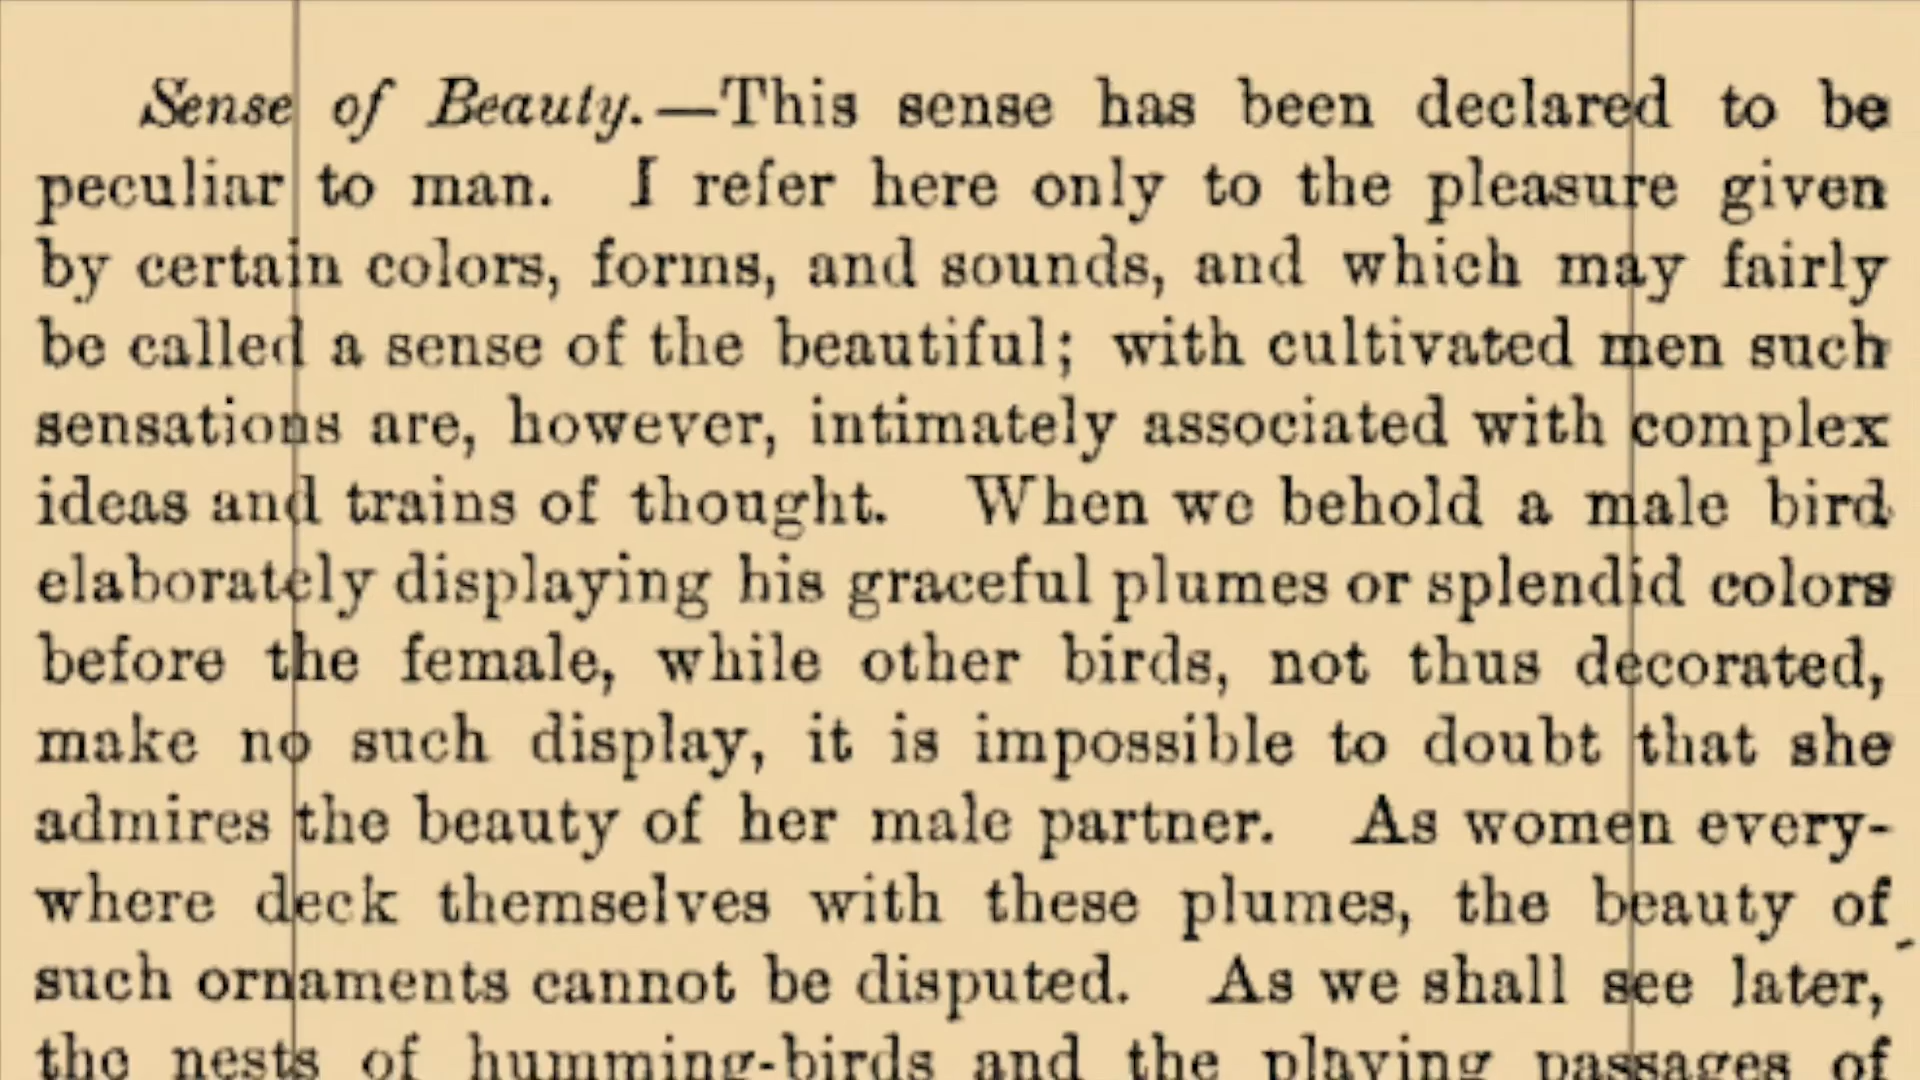 Sense of Beauty.—This sense has been declared to be
peculiar to man. I refer here only to the pleasure given
by certain colors, forms, and sounds, and which may fairly
be called a sense of the beautiful; with cultivated men such
sensations are, however, intimately associated with complex
ideas and trains of thought. When we behold a male bird
elaborately displaying his graceful plumes or splendid colors
before the female, while other birds, not thus decorated,
make no such display, it is impossible to doubt that she
admires the beauty of her male partner. As women every-
where deck themselves with these plumes, the beauty of
such ornaments cannot be disputed. As we shall see later,
the nests of humming-birds and the playing passages of